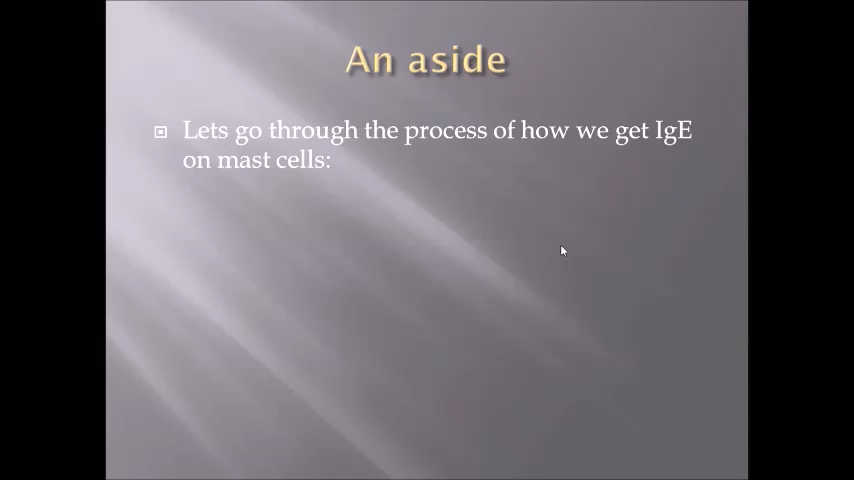 An aside
Lets go through the process of how we get IgE
on mast cells: